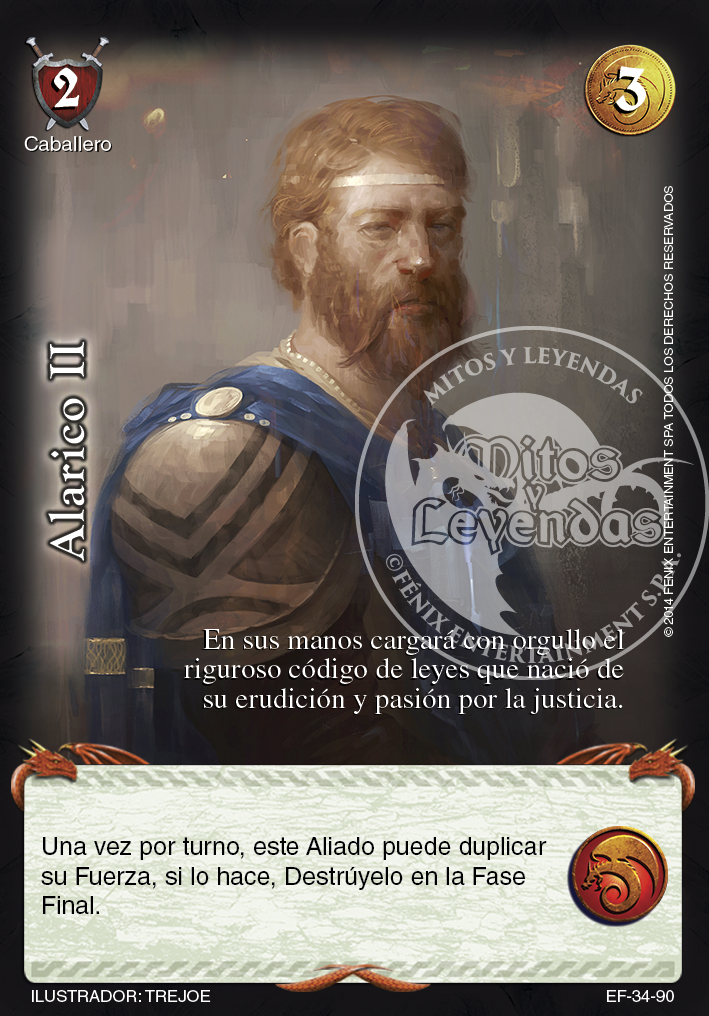 2
Caballero
3
Alarico II
© 2014 FÉNIX ENTERTAINMENT SPA TODOS LOS DERECHOS RESERVADOS
MITOS Y LEYENDAS
Mitos
y
Leyendas
©FÉNIX ENTERTAINMENT S.P.A.
En sus manos cargará con orgullo el
riguroso código de leyes que nació de
su erudición y pasión por la justicia.
Una vez por turno, este Aliado puede duplicar
su Fuerza, si lo hace, Destrúyelo en la Fase
Final.
ILUSTRADOR: TREJOE
EF-34-90